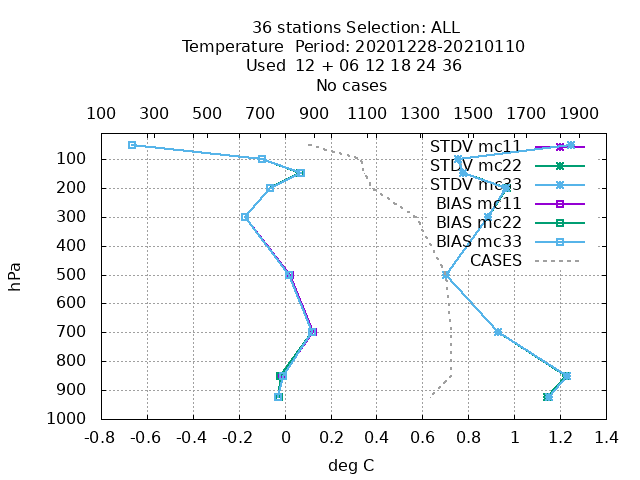 36 stations Selection: ALL
Temperature  Period: 20201228-20210110
Used  12 + 06 12 18 24 36
No cases
100 300 500 700 900 1100 1300 1500 1700 1900
STDV mc11
STDV mc22
STDV mc33
BIAS mc11
BIAS mc22
BIAS mc33
CASES
hPa
100
200
300
400
500
600
700
800
900
1000
-0.8 -0.6 -0.4 -0.2 0 0.2 0.4 0.6 0.8 1 1.2 1.4
deg C